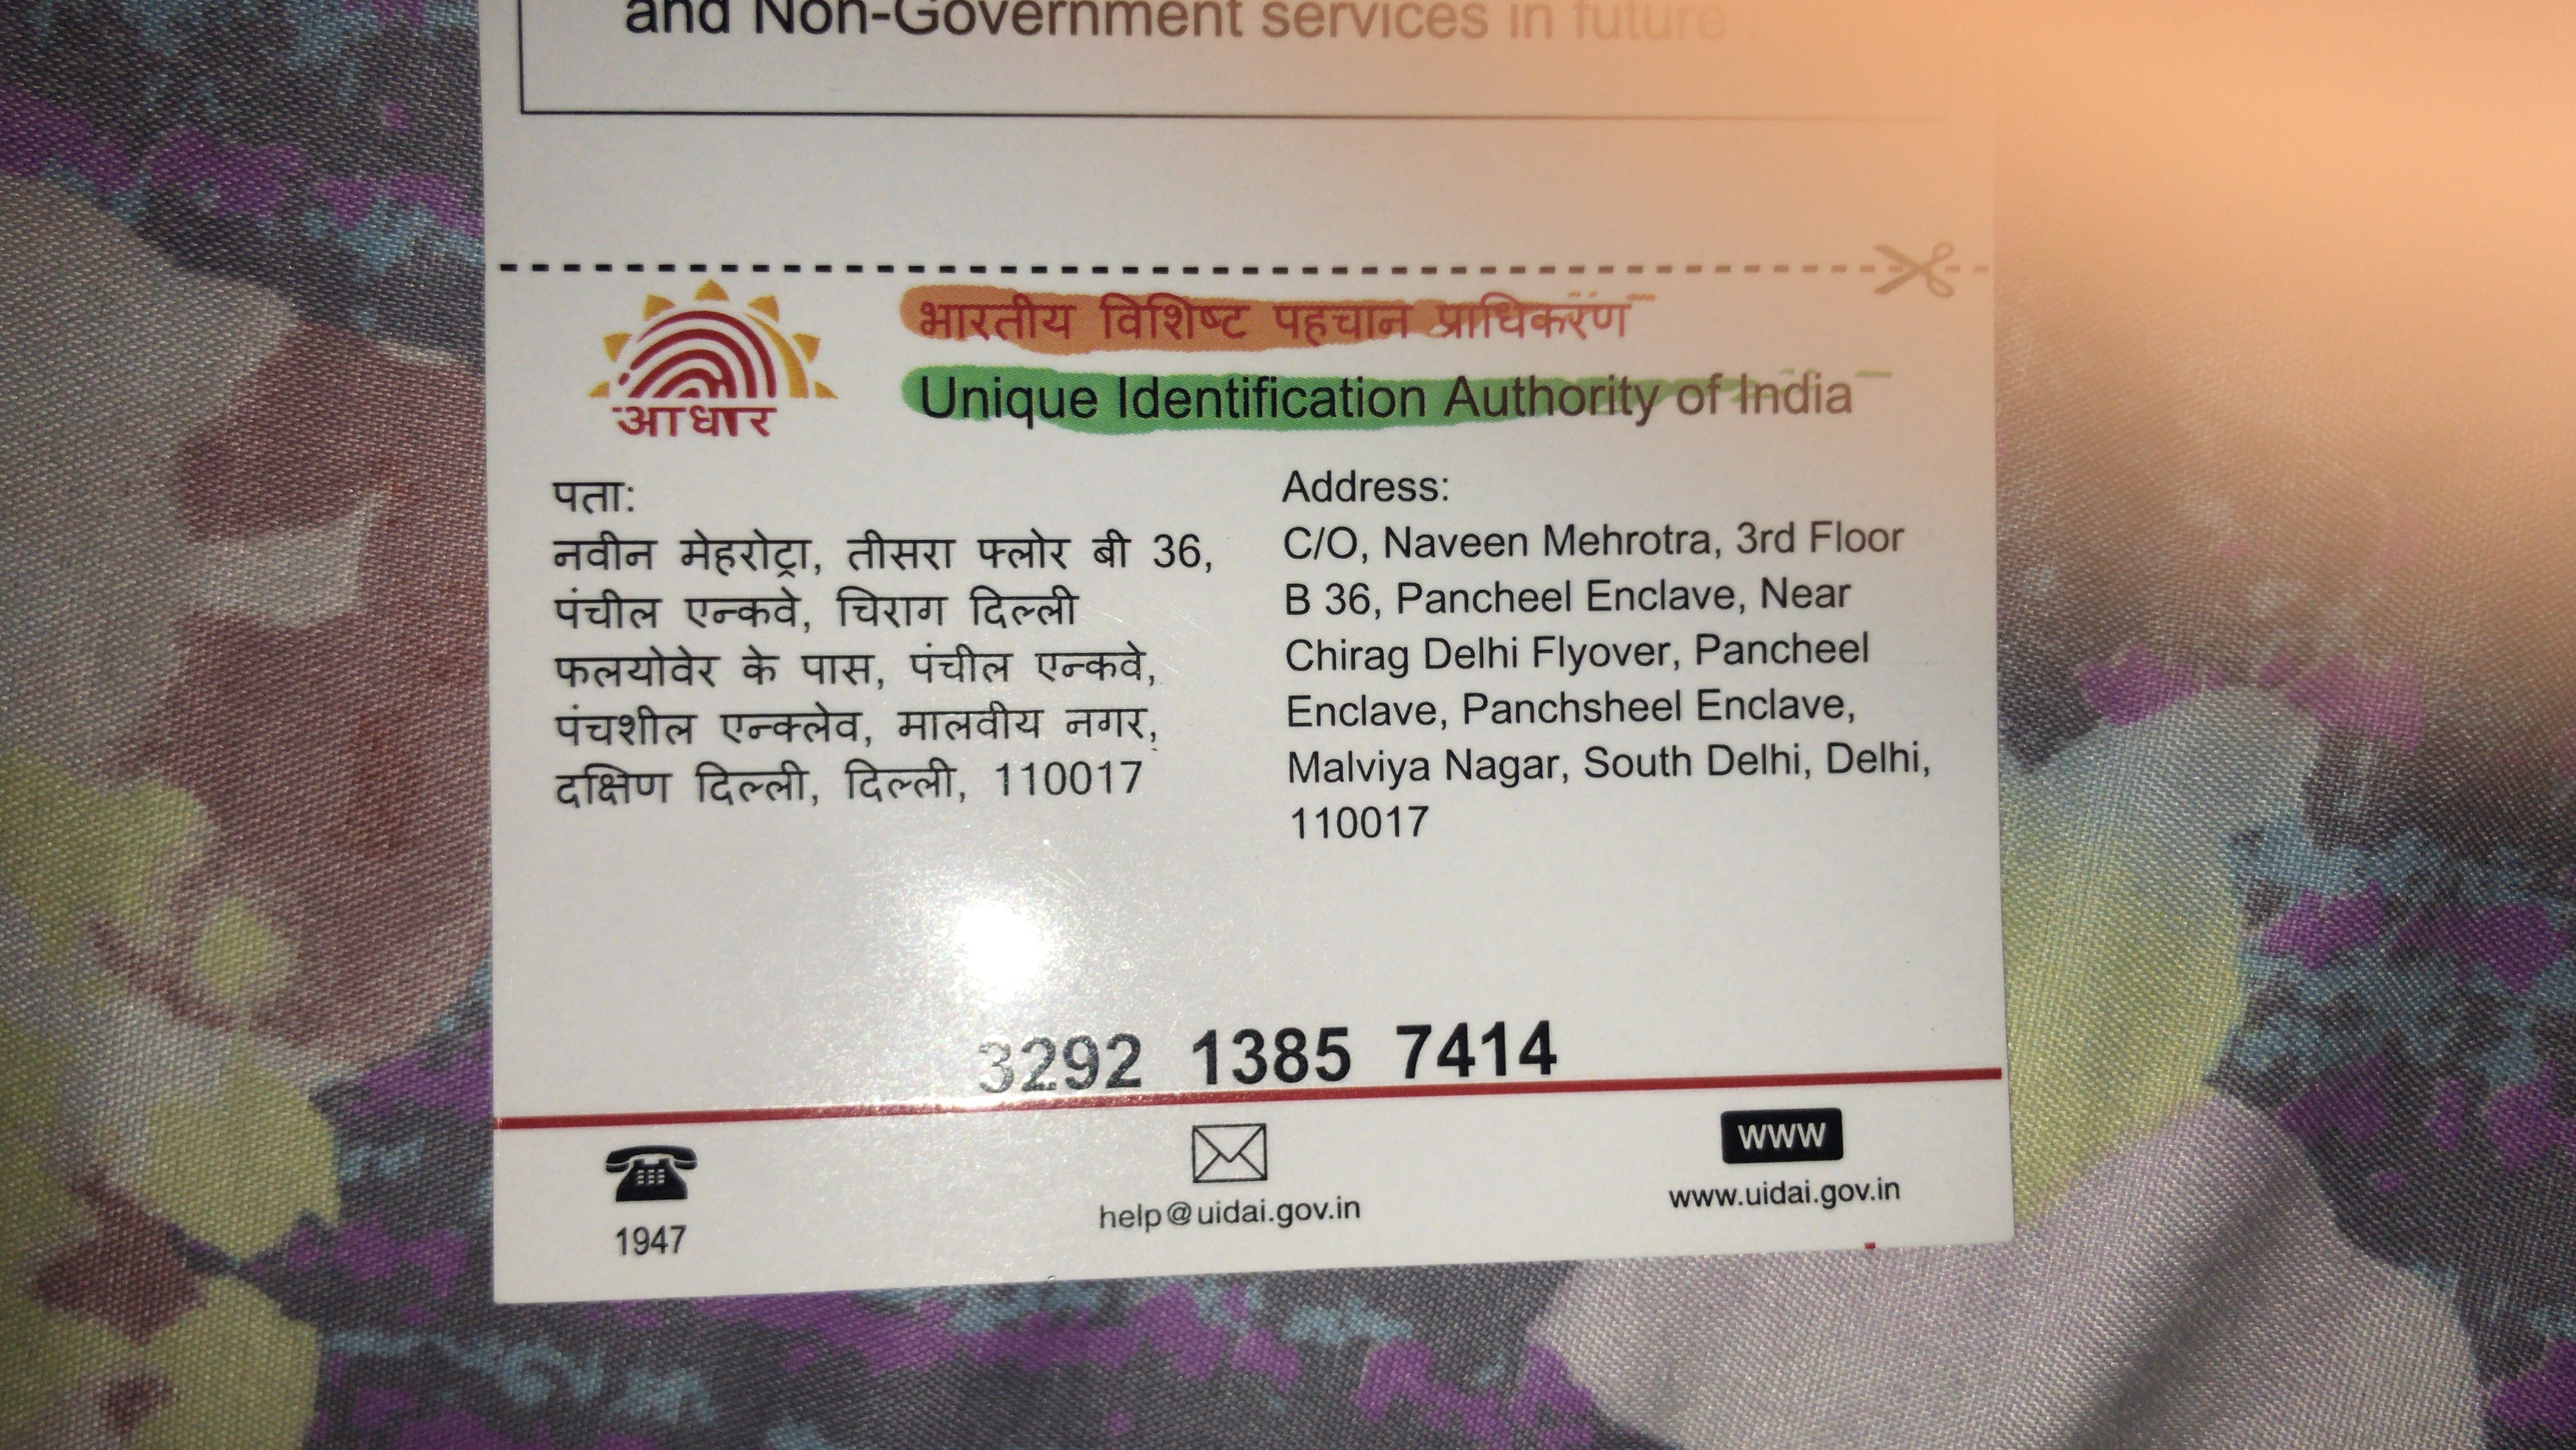 and Non-Government services in future .
भारतीय विशिष्ट पहचान प्राधिकरण
Unique Identification Authority of India
आधार
पता:
नवीन मेहरोट्रा, तीसरा फ्लोर बी 36,
पंचील एन्कवे, चिराग दिल्ली
फलयोवेर के पास, पंचील एन्कवे,
पंचशील एन्क्लेव, मालवीय नगर,
दक्षिण दिल्ली, दिल्ली, 110017
Address:
C/O, Naveen Mehrotra, 3rd Floor
B 36, Pancheel Enclave, Near
Chirag Delhi Flyover, Pancheel
Enclave, Panchsheel Enclave,
Malviya Nagar, South Delhi, Delhi,
110017
3292 1385 7414
1947
help@uidai.gov.in
www
www.uidai.gov.in